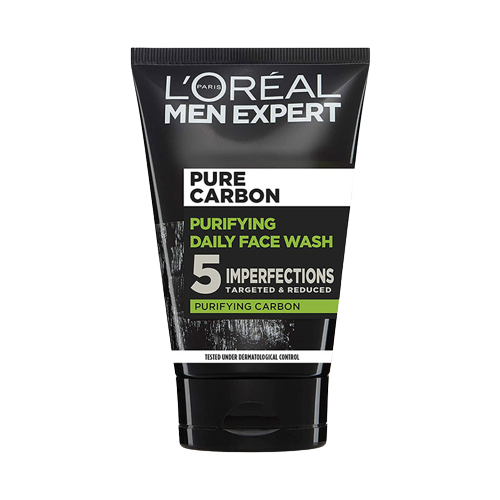 L'ORÉAL
PARIS
MEN EXPERT
PURE
CARBON
PURIFYING
DAILY FACE WASH
5 IMPERFECTIONS
TARGETED & REDUCED
PURIFYING CARBON
TESTED UNDER DERMATOLOGICAL CONTROL